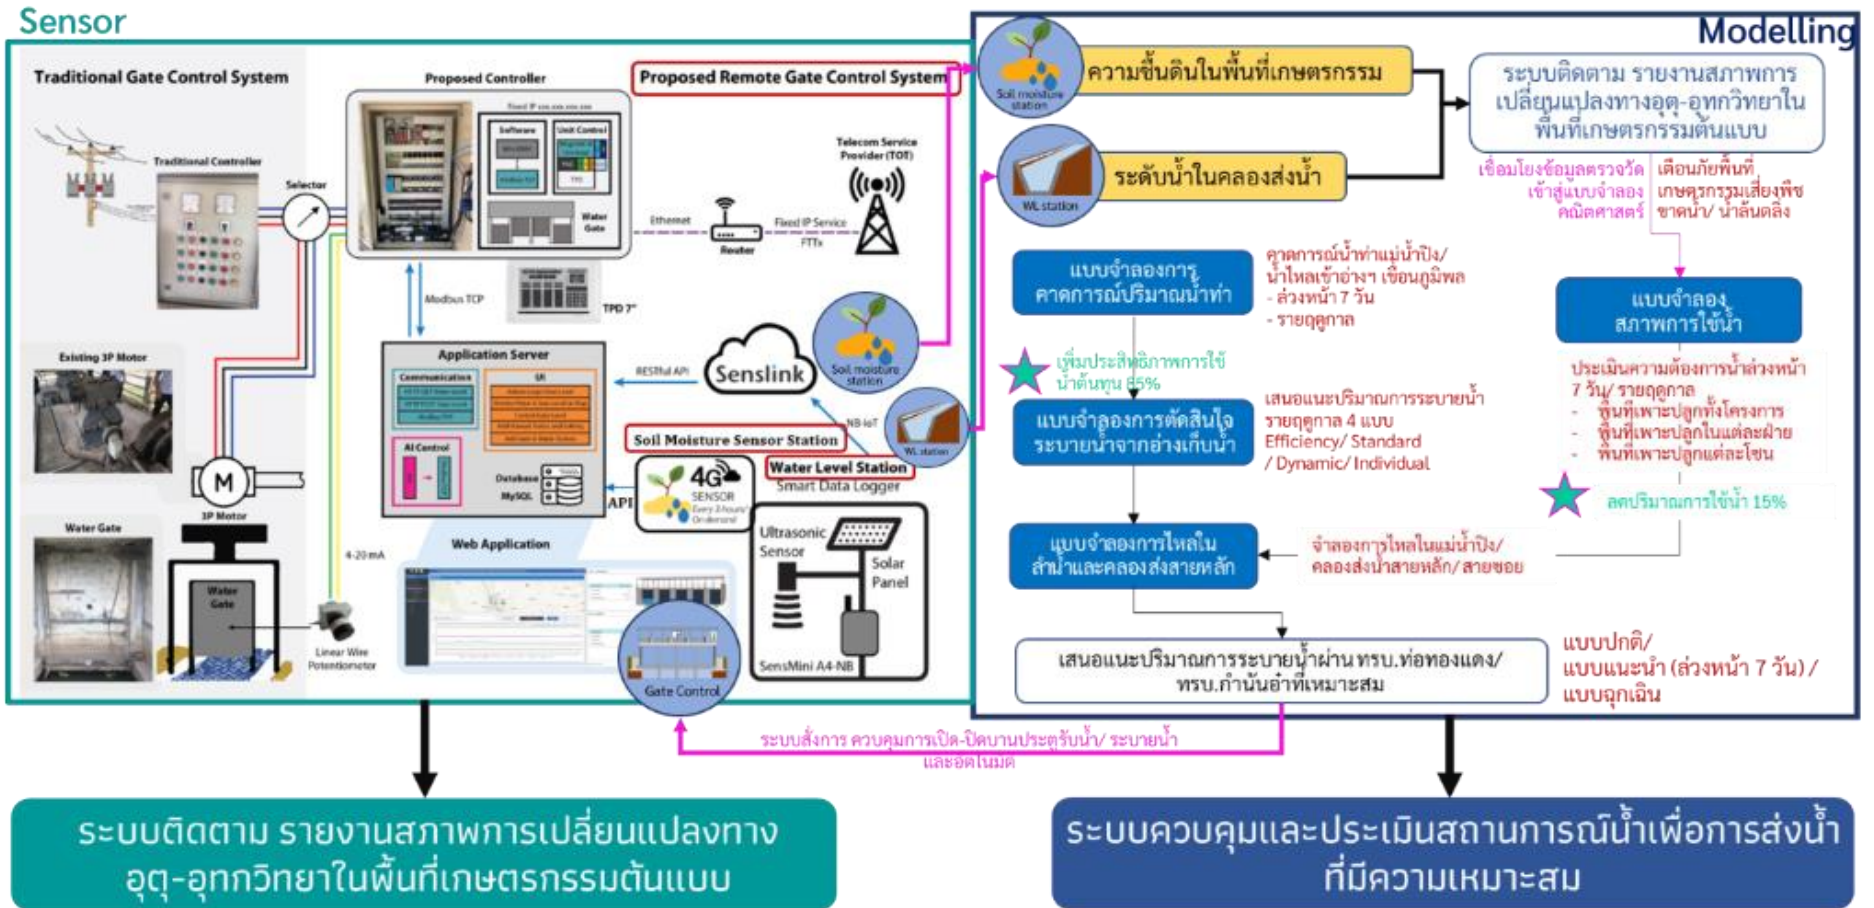 Sensor
Modelling
Traditional Gate Control System
Proposed Controller
Proposed Remote Gate Control System
Traditional Controller
Selector
Fixed IP xxx.xxx.xxx.xxx
Software
Unit Control
Modbus TCP
Water
Gate
Ethernet
Router
Fixed IP Service
FTTx
Telecom Service
Provider (TOT)
Modbus TCP
TPD 7"
Existing 3P Motor
M
3P Motor
Water Gate
Water
Gate
4-20 mA
Linear Wire
Potentiometer
Application Server
Communication
UI
AI Control
Database
MySQL
RESTful API
Senslink
Soil moisture
station
NB-IoT
WL station
Soil Moisture Sensor Station
API
4G
SENSOR
Every 3 hours/
On demand
Water Level Station
Smart Data Logger
Ultrasonic
Sensor
Solar
Panel
SensMini A4-NB
Web Application
Gate Control
Soil moisture
station
ความชื้นดินในพื้นที่เกษตรกรรม
WL station
ระดับน้ำในคลองส่งน้ำ
ระบบติดตาม รายงานสภาพการ
เปลี่ยนแปลงทางอุตุ-อุทกวิทยาใน
พื้นที่เกษตรกรรมต้นแบบ
เชื่อมโยงข้อมูลตรวจวัด
เข้าสู่แบบจำลอง
คณิตศาสตร์
เตือนภัยพื้นที่
เกษตรกรรมเสี่ยงพืช
ขาดน้ำ/ น้ำล้นตลิ่ง
แบบจำลองการ
คาดการณ์ปริมาณน้ำท่า
คาดการณ์น้ำท่าแม่น้ำปิง/
น้ำไหลเข้าอ่างฯ เขื่อนภูมิพล
- ล่วงหน้า 7 วัน
- รายฤดูกาล
แบบจำลอง
สภาพการใช้น้ำ
เพิ่มประสิทธิภาพการใช้
น้ำต้นทุน 85%
ประเมินความต้องการน้ำล่วงหน้า
7 วัน/ รายฤดูกาล
- พื้นที่เพาะปลูกทั้งโครงการ
- พื้นที่เพาะปลูกในแต่ละฝ่าย
- พื้นที่เพาะปลูกแต่ละโซน
แบบจำลองการตัดสินใจ
ระบายน้ำจากอ่างเก็บน้ำ
เสนอแนะปริมาณการระบายน้ำ
รายฤดูกาล 4 แบบ
Efficiency/ Standard
/ Dynamic/ Individual
ลดปริมาณการใช้น้ำ 15%
แบบจำลองการไหลใน
ลำน้ำและคลองส่งสายหลัก
จำลองการไหลในแม่น้ำปิง/
คลองส่งน้ำสายหลัก/ สายซอย
เสนอแนะปริมาณการระบายน้ำผ่าน ทรบ.ท่อทองแดง/
ทรบ.กำนันอ๋าที่เหมาะสม
แบบปกติ/
แบบแนะนำ (ล่วงหน้า 7 วัน) /
แบบฉุกเฉิน
ระบบสั่งการ ควบคุมการเปิด-ปิดบานประตูรับน้ำ/ ระบายน้ำ
และอัตโนมัติ
ระบบติดตาม รายงานสภาพการเปลี่ยนแปลงทาง
อุตุ-อุทกวิทยาในพื้นที่เกษตรกรรมต้นแบบ
ระบบควบคุมและประเมินสถานการณ์น้ำเพื่อการส่งน้ำ
ที่มีความเหมาะสม